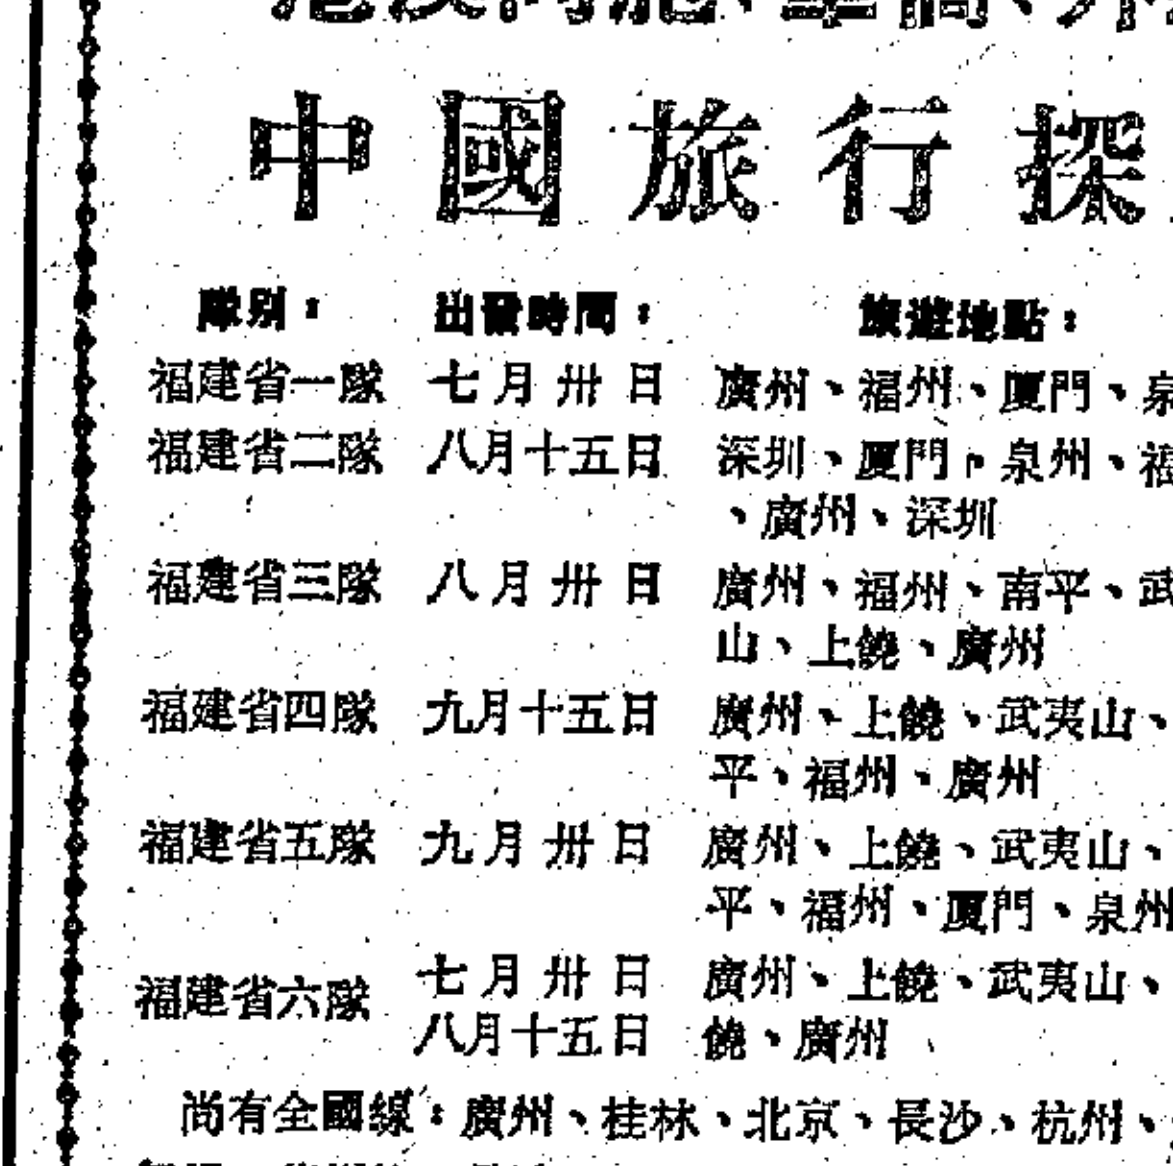 港澳同胞、華僑、外
中國旅行探
隊別： 出發時間： 旅遊地點：
福建省一隊 七月卅日 廣州、福州、厦門、泉
福建省二隊 八月十五日 深圳、厦門、泉州、福
、廣州、深圳
福建省三隊 八月卅日 廣州、福州、南平、武
山、上饒、廣州
福建省四隊 九月十五日 廣州、上饒、武夷山、
平、福州、廣州
福建省五隊 九月卅日 廣州、上饒、武夷山、
平、福州、厦門、泉州
福建省六隊 七月卅日 廣州、上饒、武夷山、
八月十五日 饒、廣州
尚有全國線：廣州、桂林、北京、長沙、杭州、